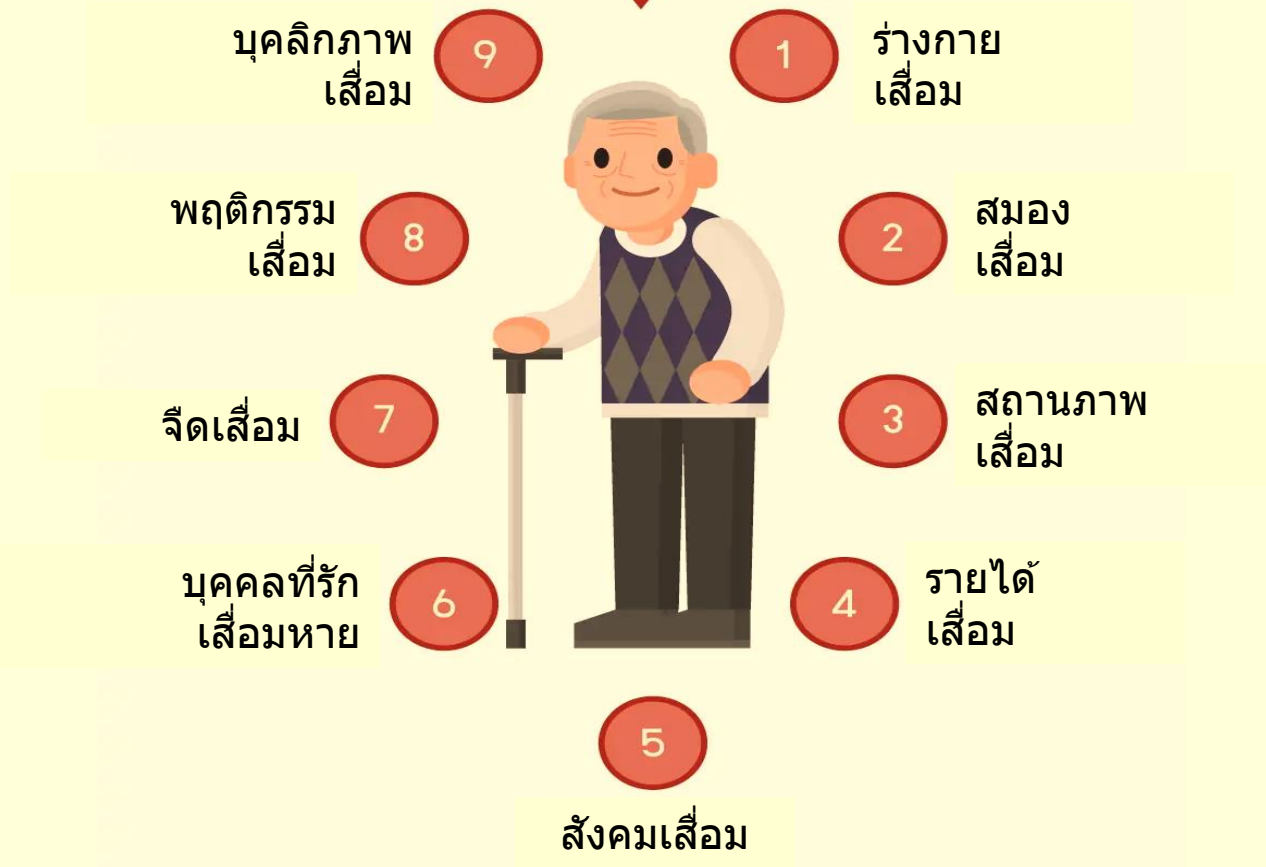 1
ร่างกาย
เสื่อม
2
สมอง
เสื่อม
3
สถานภาพ
เสื่อม
4
รายได้
เสื่อม
5
สังคมเสื่อม
6
บุคคลที่รัก
เสื่อมหาย
7
จืดเสื่อม
8
พฤติกรรม
เสื่อม
9
บุคลิกภาพ
เสื่อม